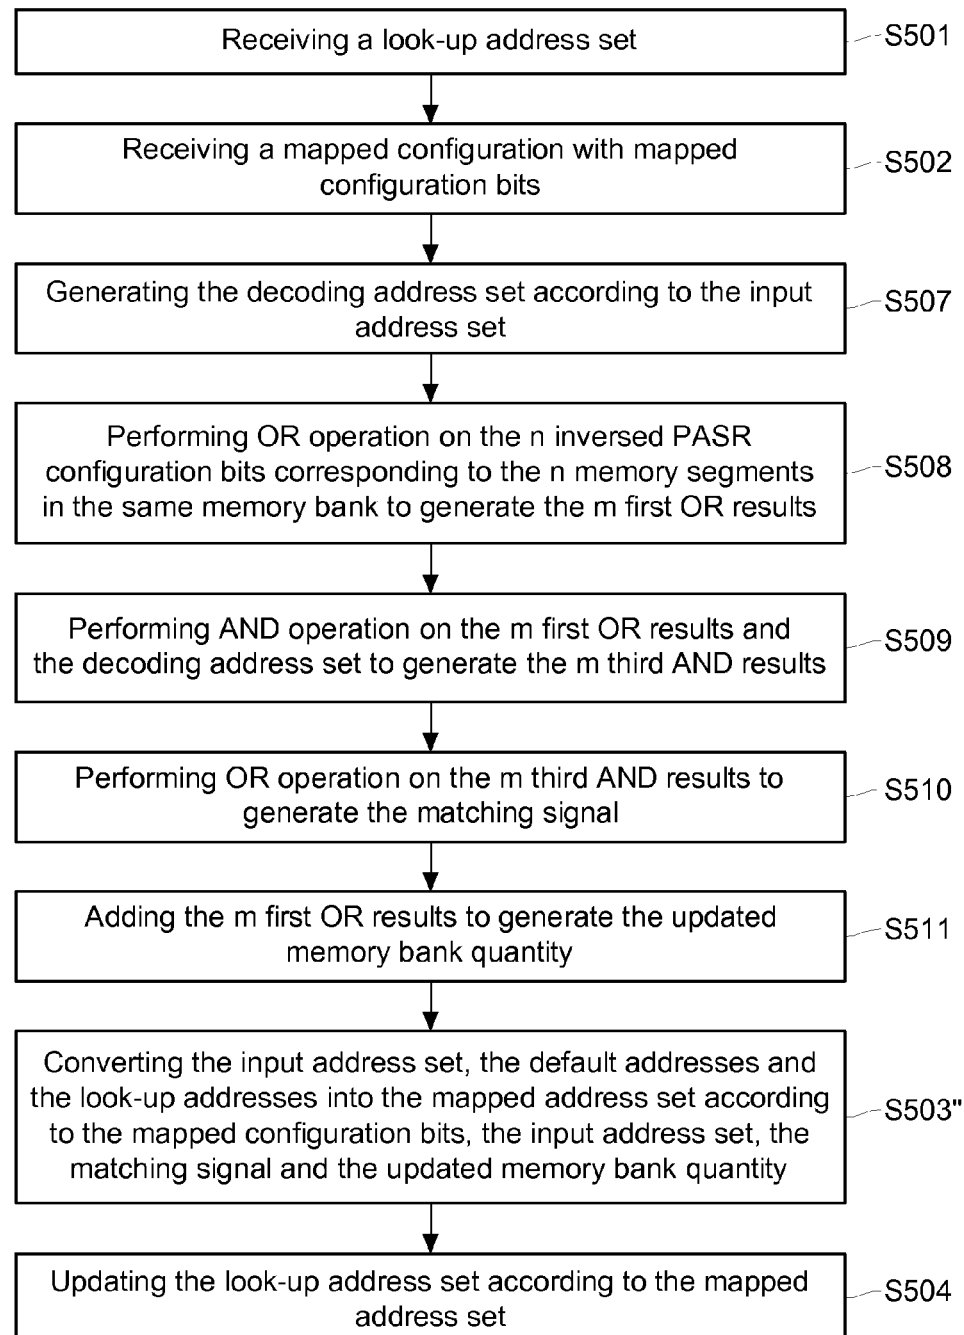 Receiving a look-up address set
S501
Receiving a mapped configuration with mapped
configuration bits
S502
Generating the decoding address set according to the input
address set
S507
Performing OR operation on the n inversed PASR
configuration bits corresponding to the n memory segments
in the same memory bank to generate the m first OR results
S508
Performing AND operation on the m first OR results and
the decoding address set to generate the m third AND results
S509
Performing OR operation on the m third AND results to
generate the matching signal
S510
Adding the m first OR results to generate the updated
memory bank quantity
S511
Converting the input address set, the default addresses and
the look-up addresses into the mapped address set according
to the mapped configuration bits, the input address set, the
matching signal and the updated memory bank quantity
S503"
Updating the look-up address set according to the mapped
address set
S504